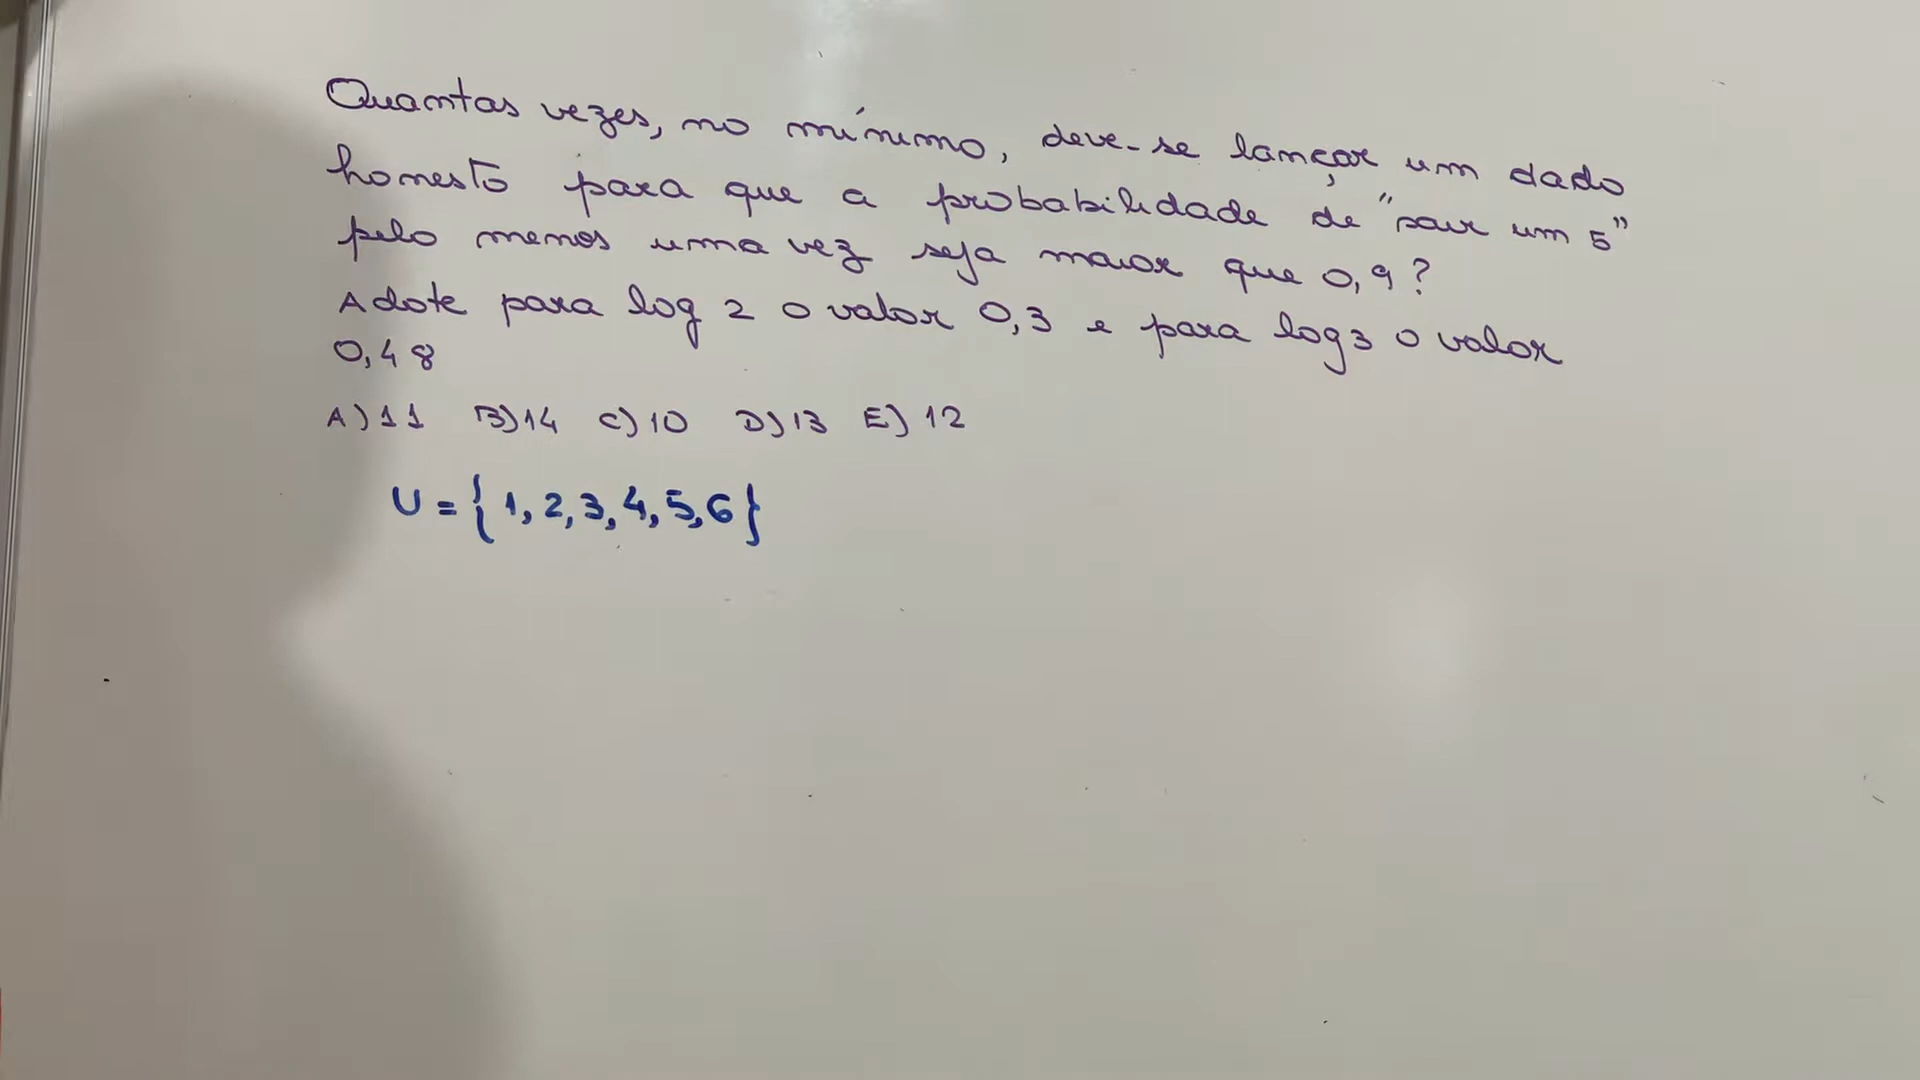 Quantas vezes, no mínimo, deve-se lançar um dado
honesto para que a probabilidade de "sair um 5"
pelo menos uma vez seja maior que 0,9?
Adote para log 2 o valor 0,3 e para log3 o valor
0,48
A) 11 B) 14 C) 10 D) 13 E) 12
U = { 1, 2, 3, 4, 5, 6 }